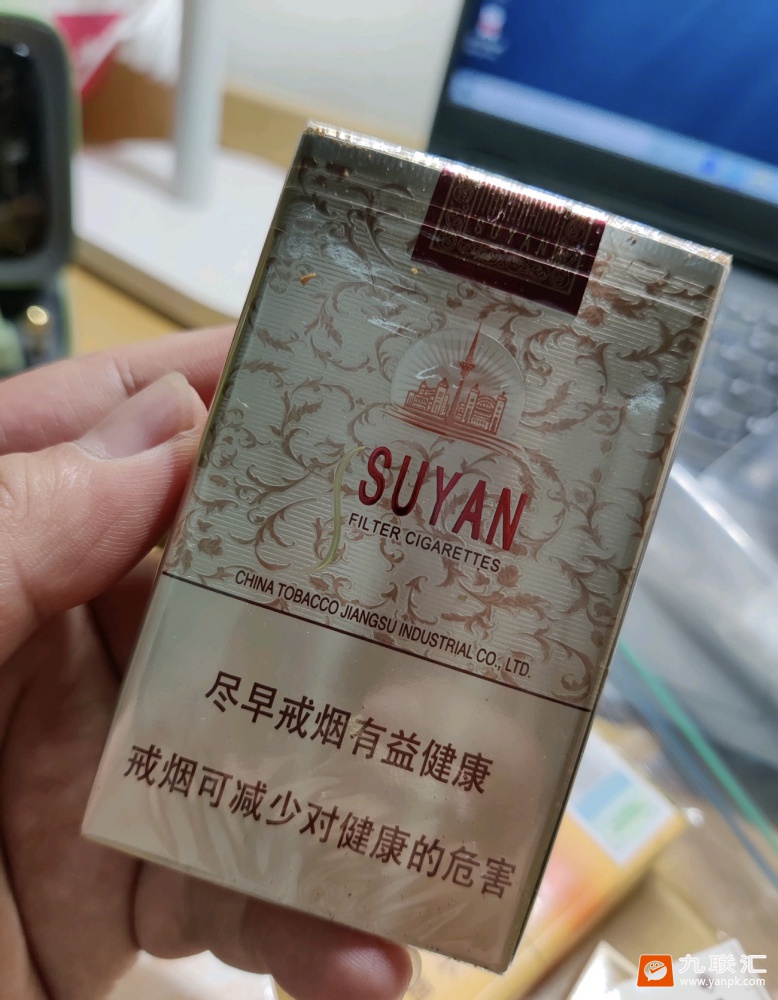 SUYAN
SUYAN
FILTER CIGARETTES
CHINA TOBACCO JIANGSU INDUSTRIAL CO., LTD.
尽早戒烟有益健康
戒烟可减少对健康的危害
九联汇
www.yanpk.com